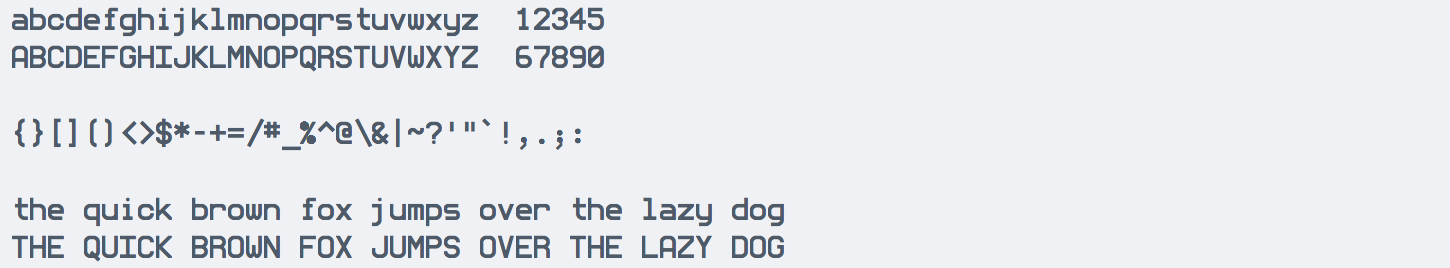 abcdefghijklmnopqrstuvwxyz  12345
ABCDEFGHIJKLMNOPQRSTUVWXYZ  67890
{}[]()<>$*-+=/#_%^@\&|~?'"`!,.;:
the quick brown fox jumps over the lazy dog
THE QUICK BROWN FOX JUMPS OVER THE LAZY DOG